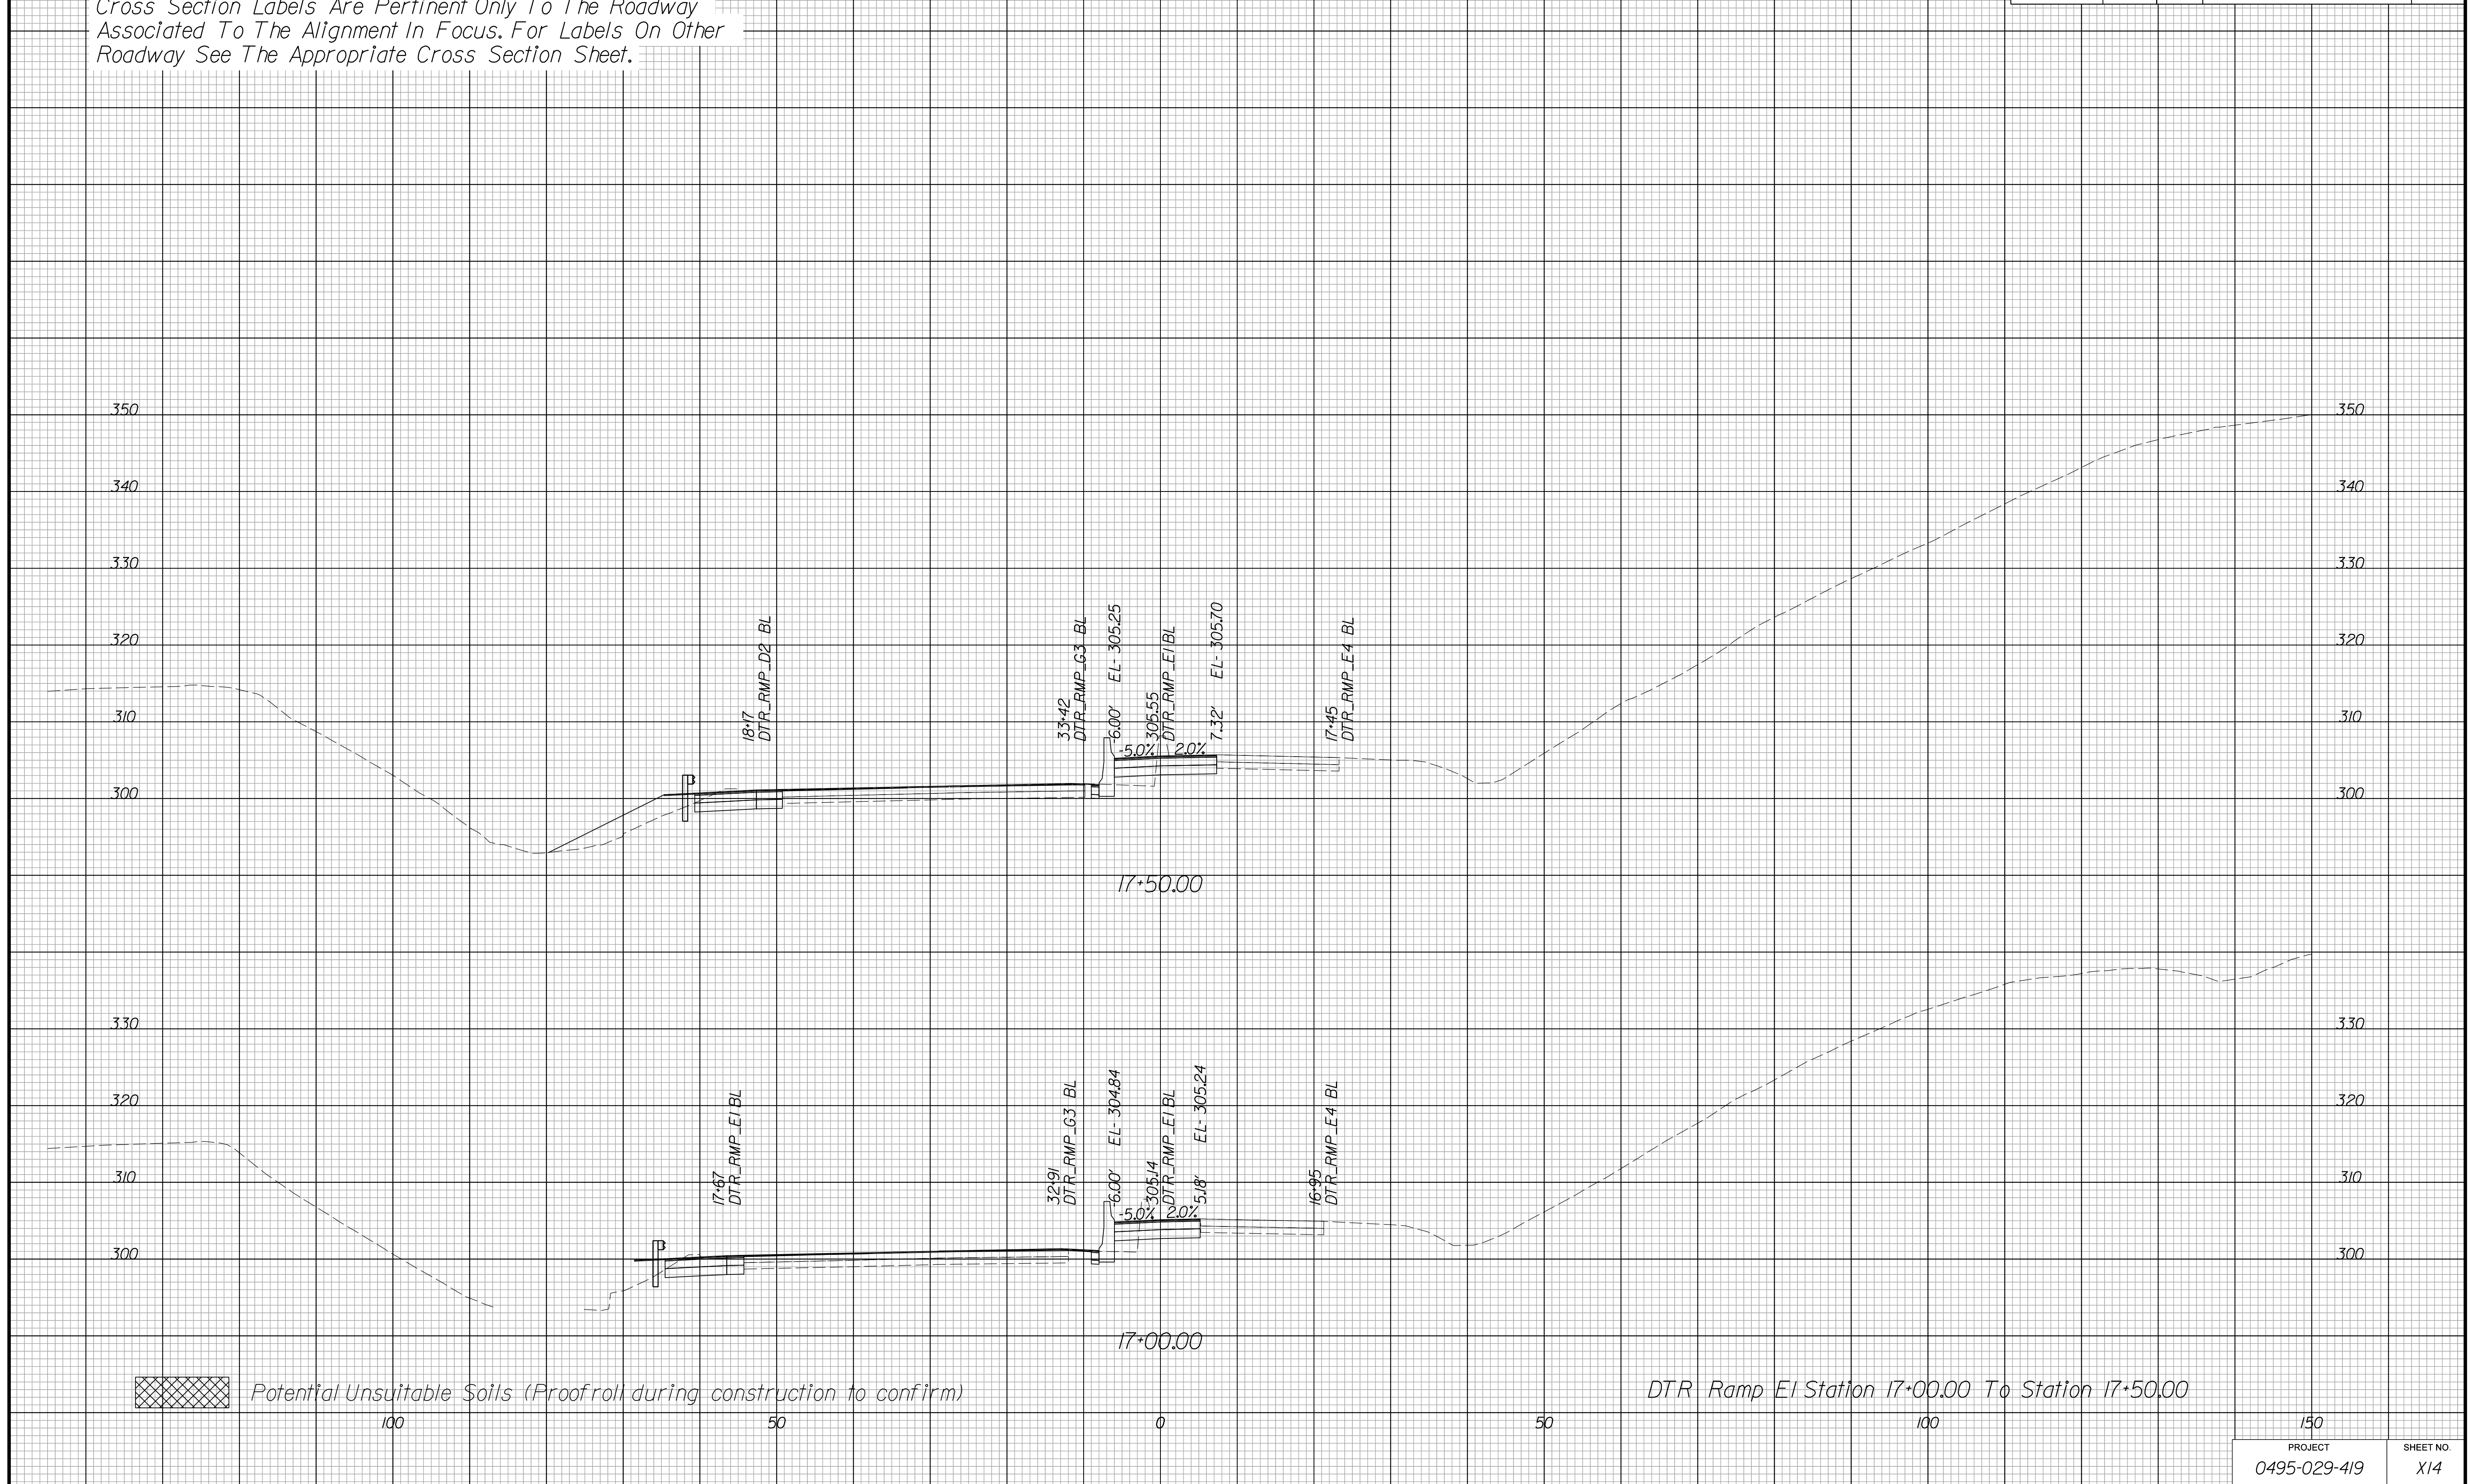 Cross Section Labels Are Pertinent Only To The Roadway
Associated To The Alignment In Focus. For Labels On Other
Roadway See The Appropriate Cross Section Sheet.
350 350
340 340
330 330
320 320
310 310
300 300
18+17
DTR_RMP_D2 BL
33+42
DTR_RMP_G3 BL
-6.00' EL- 305.25
305.55
DTR_RMP_E1 BL
7.32' EL- 305.70
17+45
DTR_RMP_E4 BL
-5.0% 2.0%
17+50.00
330 330
320 320
310 310
300 300
17+67
DTR_RMP_E1 BL
32+91
DTR_RMP_G3 BL
-6.00' EL- 304.84
305.14
DTR_RMP_E1 BL
5.18' EL- 305.24
16+95
DTR_RMP_E4 BL
-5.0% 2.0%
17+00.00
Potential Unsuitable Soils (Proofroll during construction to confirm)
DTR Ramp E1 Station 17+00.00 To Station 17+50.00
100 50 0 50 100 150
PROJECT SHEET NO.
0495-029-419 X14